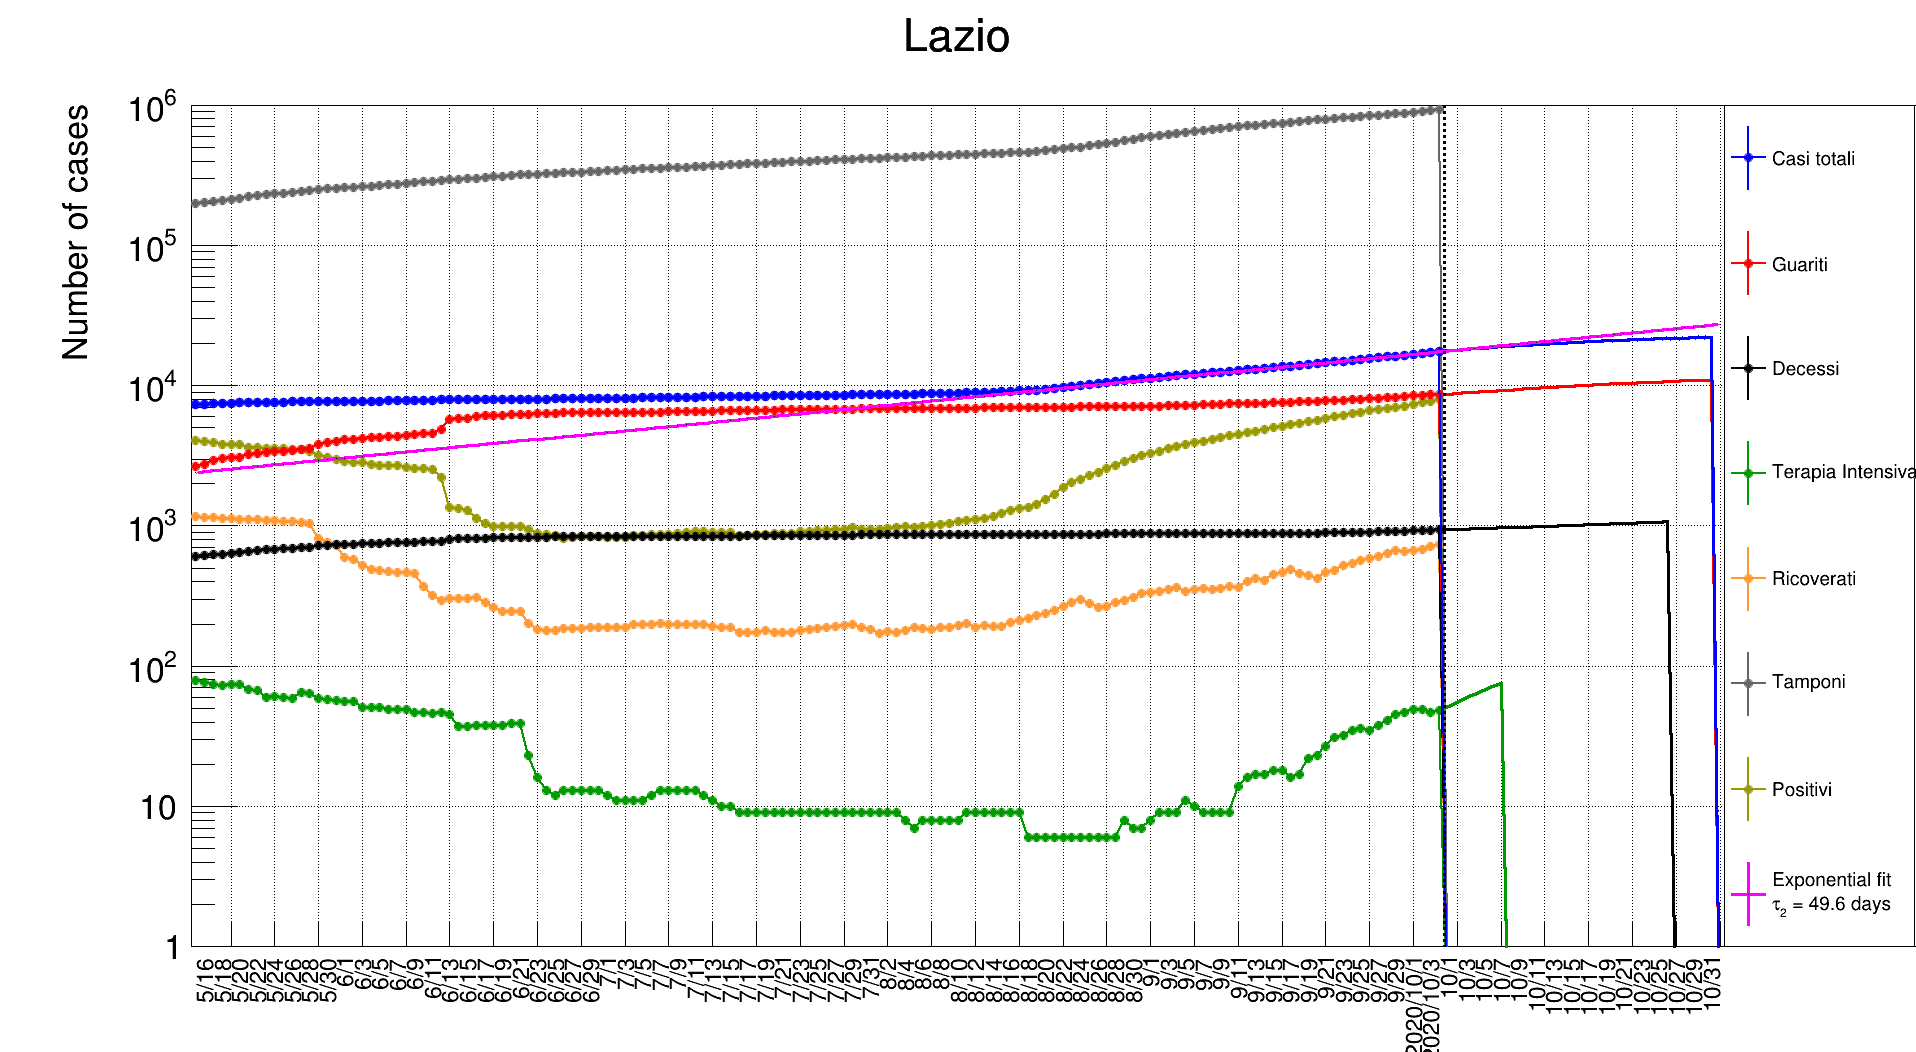 Lazio
Number of cases
10^6
10^5
10^4
10^3
10^2
10
1
5/16 5/18 5/20 5/22 5/24 5/26 5/28 5/30 6/1 6/3 6/5 6/7 6/9 6/11 6/13 6/15 6/17 6/19 6/21 6/23 6/25 6/27 6/29 7/1 7/3 7/5 7/7 7/9 7/11 7/13 7/15 7/17 7/19 7/21 7/23 7/25 7/27 7/29 7/31 8/2 8/4 8/6 8/8 8/10 8/12 8/14 8/16 8/18 8/20 8/22 8/24 8/26 8/28 8/30 9/1 9/3 9/5 9/7 9/9 9/11 9/13 9/15 9/17 9/19 9/21 9/23 9/25 9/27 9/29 2020/10/1 2020/10/3 10/1 10/3 10/5 10/7 10/9 10/11 10/13 10/15 10/17 10/19 10/21 10/23 10/25 10/27 10/29 10/31
Casi totali
Guariti
Decessi
Terapia Intensiva
Ricoverati
Tamponi
Positivi
Exponential fit
τ₂ = 49.6 days